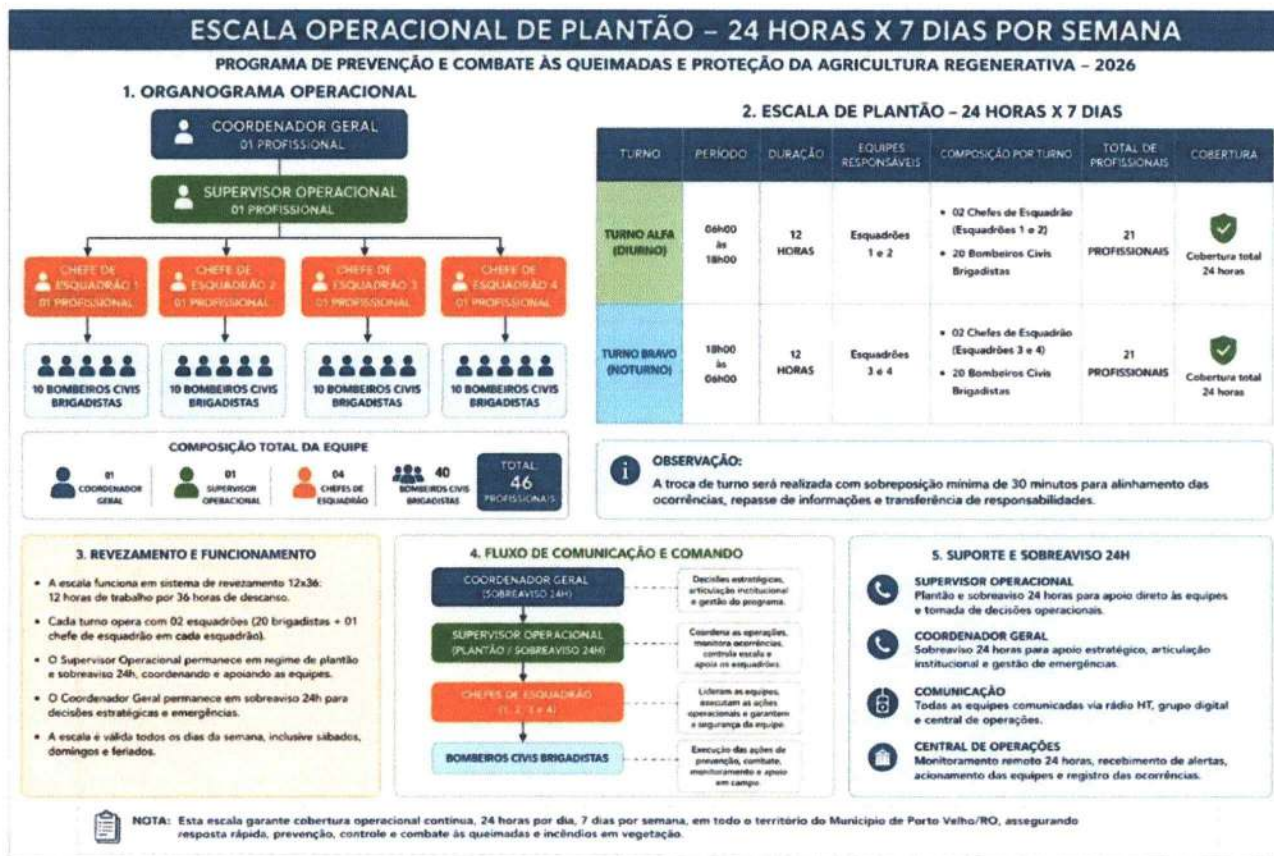 ESCALA OPERACIONAL DE PLANTÃO – 24 HORAS X 7 DIAS POR SEMANA
PROGRAMA DE PREVENÇÃO E COMBATE ÀS QUEIMADAS E PROTEÇÃO DA AGRICULTURA REGENERATIVA – 2026
1. ORGANOGRAMA OPERACIONAL
COORDENADOR GERAL
01 PROFISSIONAL
SUPERVISOR OPERACIONAL
01 PROFISSIONAL
CHEFE DE
ESQUADRÃO 1
01 PROFISSIONAL
CHEFE DE
ESQUADRÃO 2
01 PROFISSIONAL
CHEFE DE
ESQUADRÃO 3
01 PROFISSIONAL
CHEFE DE
ESQUADRÃO 4
01 PROFISSIONAL
10 BOMBEIROS CIVIS
BRIGADISTAS
10 BOMBEIROS CIVIS
BRIGADISTAS
10 BOMBEIROS CIVIS
BRIGADISTAS
10 BOMBEIROS CIVIS
BRIGADISTAS
COMPOSIÇÃO TOTAL DA EQUIPE
01
COORDENADOR
GERAL
01
SUPERVISOR
OPERACIONAL
04
CHEFES DE
ESQUADRÃO
40
BOMBEIROS CIVIS
BRIGADISTAS
TOTAL:
46
PROFISSIONAIS
2. ESCALA DE PLANTÃO – 24 HORAS X 7 DIAS
TURNO
PERÍODO
DURAÇÃO
EQUIPES
RESPONSÁVEIS
COMPOSIÇÃO POR TURNO
TOTAL DE
PROFISSIONAIS
COBERTURA
TURNO ALFA
(DIURNO)
06h00
às
18h00
12
HORAS
Esquadrões
1 e 2
• 02 Chefes de Esquadrão
(Esquadrões 1 e 2)
• 20 Bombeiros Civis
Brigadistas
21
PROFISSIONAIS
Cobertura total
24 horas
TURNO BRAVO
(NOTURNO)
18h00
às
06h00
12
HORAS
Esquadrões
3 e 4
• 02 Chefes de Esquadrão
(Esquadrões 3 e 4)
• 20 Bombeiros Civis
Brigadistas
21
PROFISSIONAIS
Cobertura total
24 horas
OBSERVAÇÃO:
A troca de turno será realizada com sobreposição mínima de 30 minutos para alinhamento das
ocorrências, repasse de informações e transferência de responsabilidades.
3. REVEZAMENTO E FUNCIONAMENTO
• A escala funciona em sistema de revezamento 12x36:
12 horas de trabalho por 36 horas de descanso.
• Cada turno opera com 02 esquadrões (20 brigadistas + 01
chefe de esquadrão em cada esquadrão).
• O Supervisor Operacional permanece em regime de plantão
e sobreaviso 24h, coordenando e apoiando as equipes.
• O Coordenador Geral permanece em sobreaviso 24h para
decisões estratégicas e emergências.
• A escala é válida todos os dias da semana, inclusive sábados,
domingos e feriados.
4. FLUXO DE COMUNICAÇÃO E COMANDO
COORDENADOR GERAL
(SOBREAVISO 24H)
Decisões estratégicas,
articulação institucional
e gestão do programa.
SUPERVISOR OPERACIONAL
(PLANTÃO / SOBREAVISO 24H)
Coordena as operações,
monitora ocorrências,
controla escala e
apoia os esquadrões.
CHEFES DE ESQUADRÃO
(1, 2, 3 e 4)
Lideram as equipes,
executam as ações
operacionais e garantem
a segurança da equipe.
BOMBEIROS CIVIS BRIGADISTAS
Execução das ações de
prevenção, combate,
monitoramento e apoio
em campo.
5. SUPORTE E SOBREAVISO 24H
SUPERVISOR OPERACIONAL
Plantão e sobreaviso 24 horas para apoio direto às equipes
e tomada de decisões operacionais.
COORDENADOR GERAL
Sobreaviso 24 horas para apoio estratégico, articulação
institucional e gestão de emergências.
COMUNICAÇÃO
Todas as equipes comunicadas via rádio HT, grupo digital
e central de operações.
CENTRAL DE OPERAÇÕES
Monitoramento remoto 24 horas, recebimento de alertas,
acionamento das equipes e registro das ocorrências.
NOTA: Esta escala garante cobertura operacional contínua, 24 horas por dia, 7 dias por semana, em todo o território do Município de Porto Velho/RO, assegurando
resposta rápida, prevenção, controle e combate às queimadas e incêndios em vegetação.